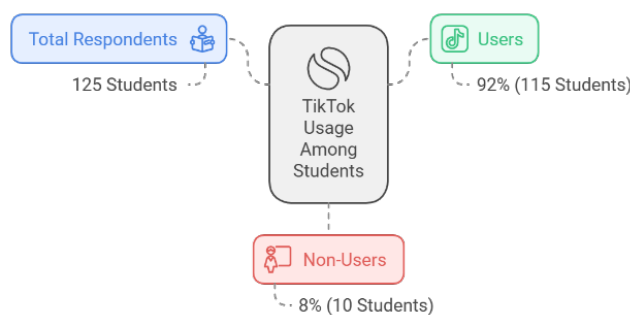 Total Respondents
125 Students
TikTok
Usage
Among
Students
Users
92% (115 Students)
Non-Users
8% (10 Students)